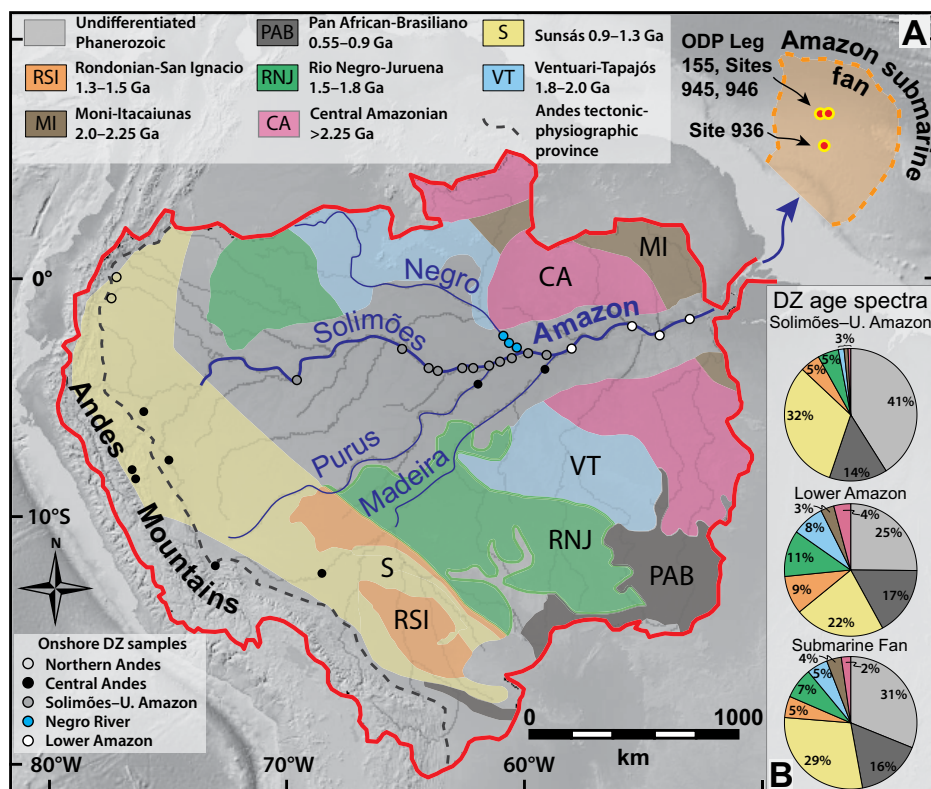 Undifferentiated
Phanerozoic
PAB
Pan African-Brasiliano
0.55–0.9 Ga
S
Sunsás 0.9–1.3 Ga
RSI
Rondonian-San Ignacio
1.3–1.5 Ga
RNJ
Rio Negro-Juruena
1.5–1.8 Ga
VT
Ventuari-Tapajós
1.8–2.0 Ga
MI
Moni-Itacaiunas
2.0–2.25 Ga
CA
Central Amazonian
>2.25 Ga
Andes tectonic-
physiographic
province
A
ODP Leg
155, Sites
945, 946
Site 936
Amazon submarine
fan
0°
10°S
80°W
70°W
60°W
Negro
Solimões
Amazon
Purus
Madeira
Andes
Mountains
CA
MI
VT
RNJ
PAB
S
RSI
N
Onshore DZ samples
Northern Andes
Central Andes
Solimões–U. Amazon
Negro River
Lower Amazon
0
1000
km
DZ age spectra
Solimões–U. Amazon
3%
5%
5%
41%
32%
14%
Lower Amazon
3%
4%
8%
25%
11%
9%
17%
22%
Submarine Fan
4%
2%
5%
7%
31%
5%
29%
16%
B